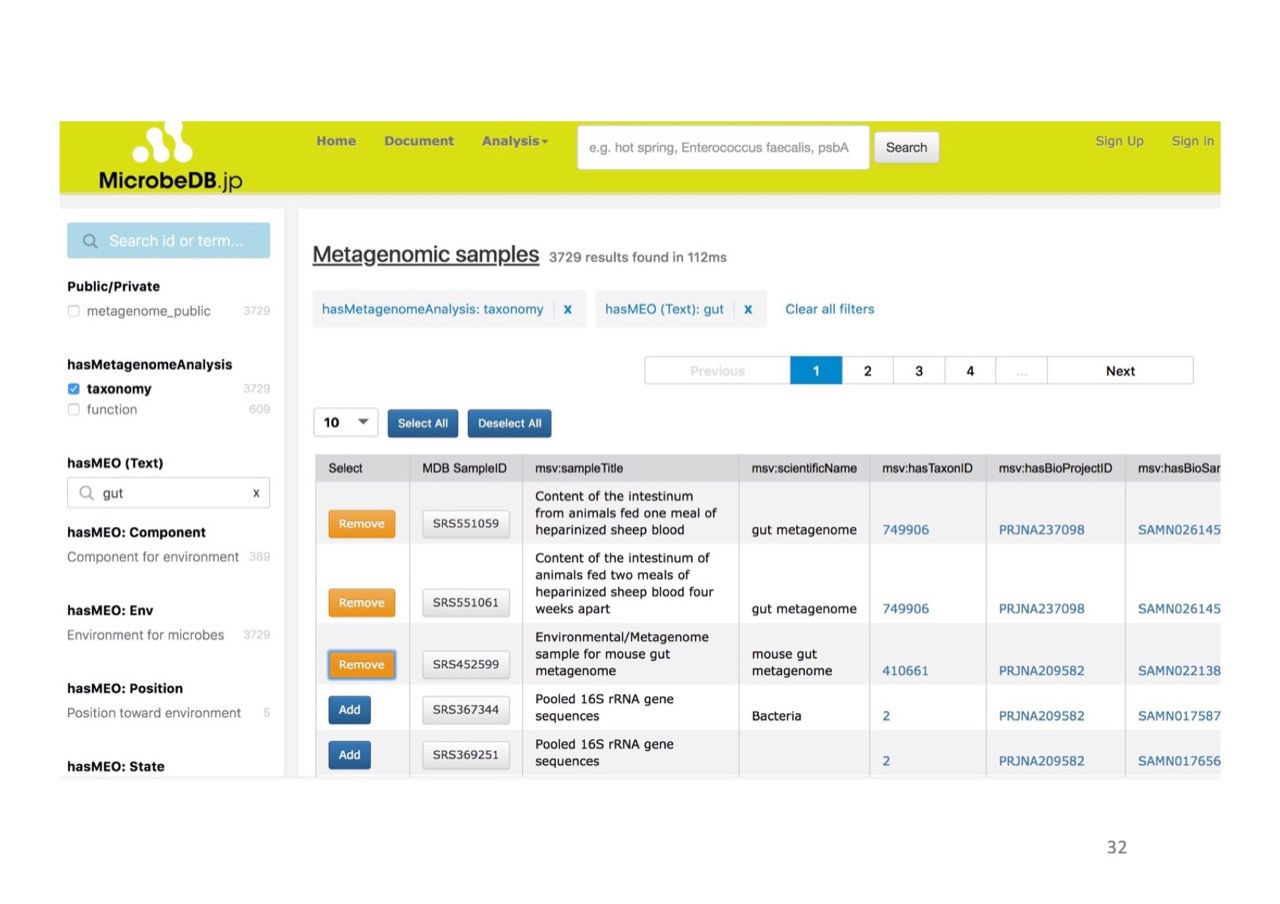 MicrobeDB.jp
Home Document Analysis
e.g. hot spring, Enterococcus faecalis, psbA
Search
Sign Up Sign in
Search id or term...
Public/Private
metagenome_public 3729
hasMetagenomeAnalysis
taxonomy 3729
function 609
hasMEO (Text)
gut x
hasMEO: Component
Component for environment 389
hasMEO: Env
Environment for microbes 3729
hasMEO: Position
Position toward environment 5
hasMEO: State
Metagenomic samples 3729 results found in 112ms
hasMetagenomeAnalysis: taxonomy x hasMEO (Text): gut x Clear all filters
Previous 1 2 3 4 ... Next
10 Select All Deselect All
Select MDB SampleID msv:sampleTitle msv:scientificName msv:hasTaxonID msv:hasBioProjectID msv:hasBioSar
Content of the intestinum
from animals fed one meal of
heparinized sheep blood
Remove SRS551059 gut metagenome 749906 PRJNA237098 SAMN026145
Content of the intestinum of
animals fed two meals of
heparinized sheep blood four
weeks apart
Remove SRS551061 gut metagenome 749906 PRJNA237098 SAMN026145
Environmental/Metagenome
sample for mouse gut
metagenome
Remove SRS452599 mouse gut
metagenome 410661 PRJNA209582 SAMN022138
Pooled 16S rRNA gene
sequences
Add SRS367344 Bacteria 2 PRJNA209582 SAMN017587
Pooled 16S rRNA gene
sequences
Add SRS369251 2 PRJNA209582 SAMN017656
32